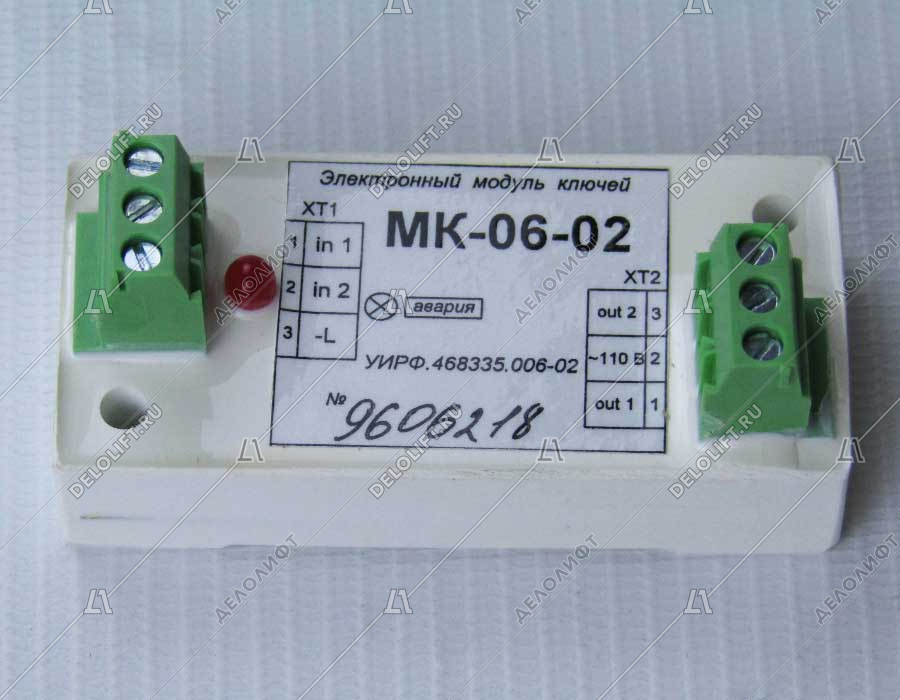 Электронный модуль ключей
МК-06-02
XT1
1 in 1
2 in 2
3 -L
авария
УИРФ.468335.006-02
№ 9606218
XT2
out 2 3
~110 В 2
out 1 1
DELOLIFT.RU
ДЕЛОЛИФТ